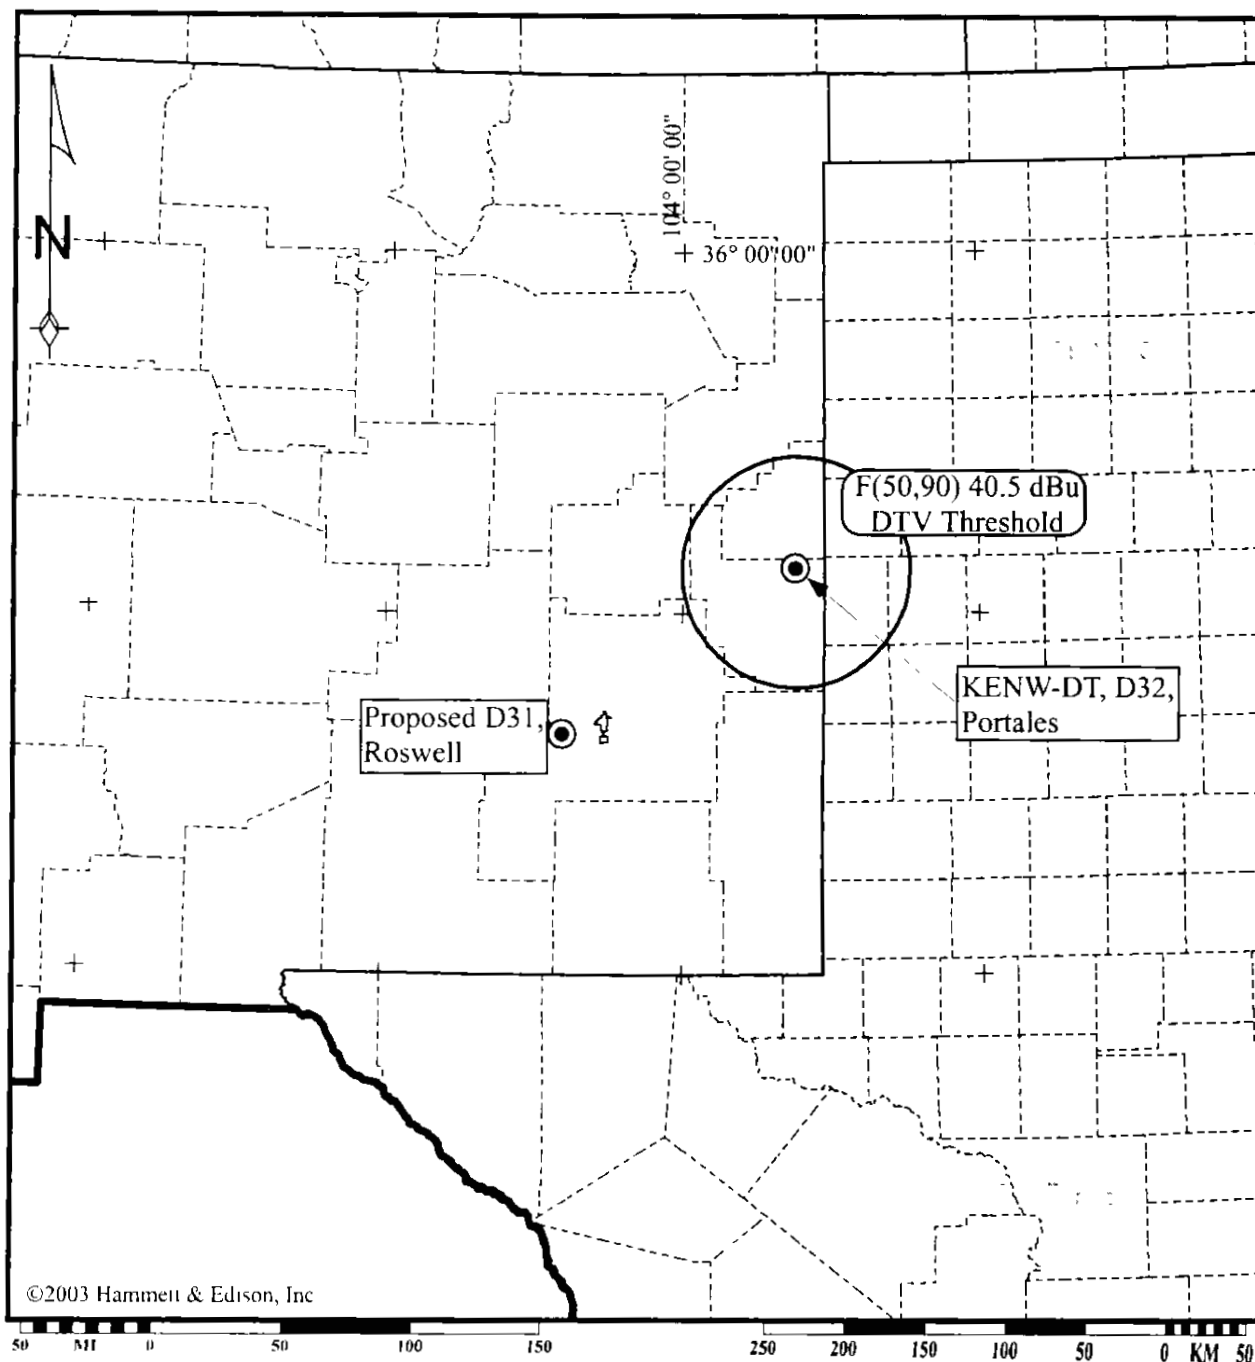 104° 00' 00"
N
36° 00' 00"
F(50,90) 40.5 dBu
DTV Threshold
KENW-DT, D32,
Portales
Proposed D31,
Roswell
©2003 Hammett & Edison, Inc
50 MI 0 50 100 150 250 200 150 100 50 0 KM 50